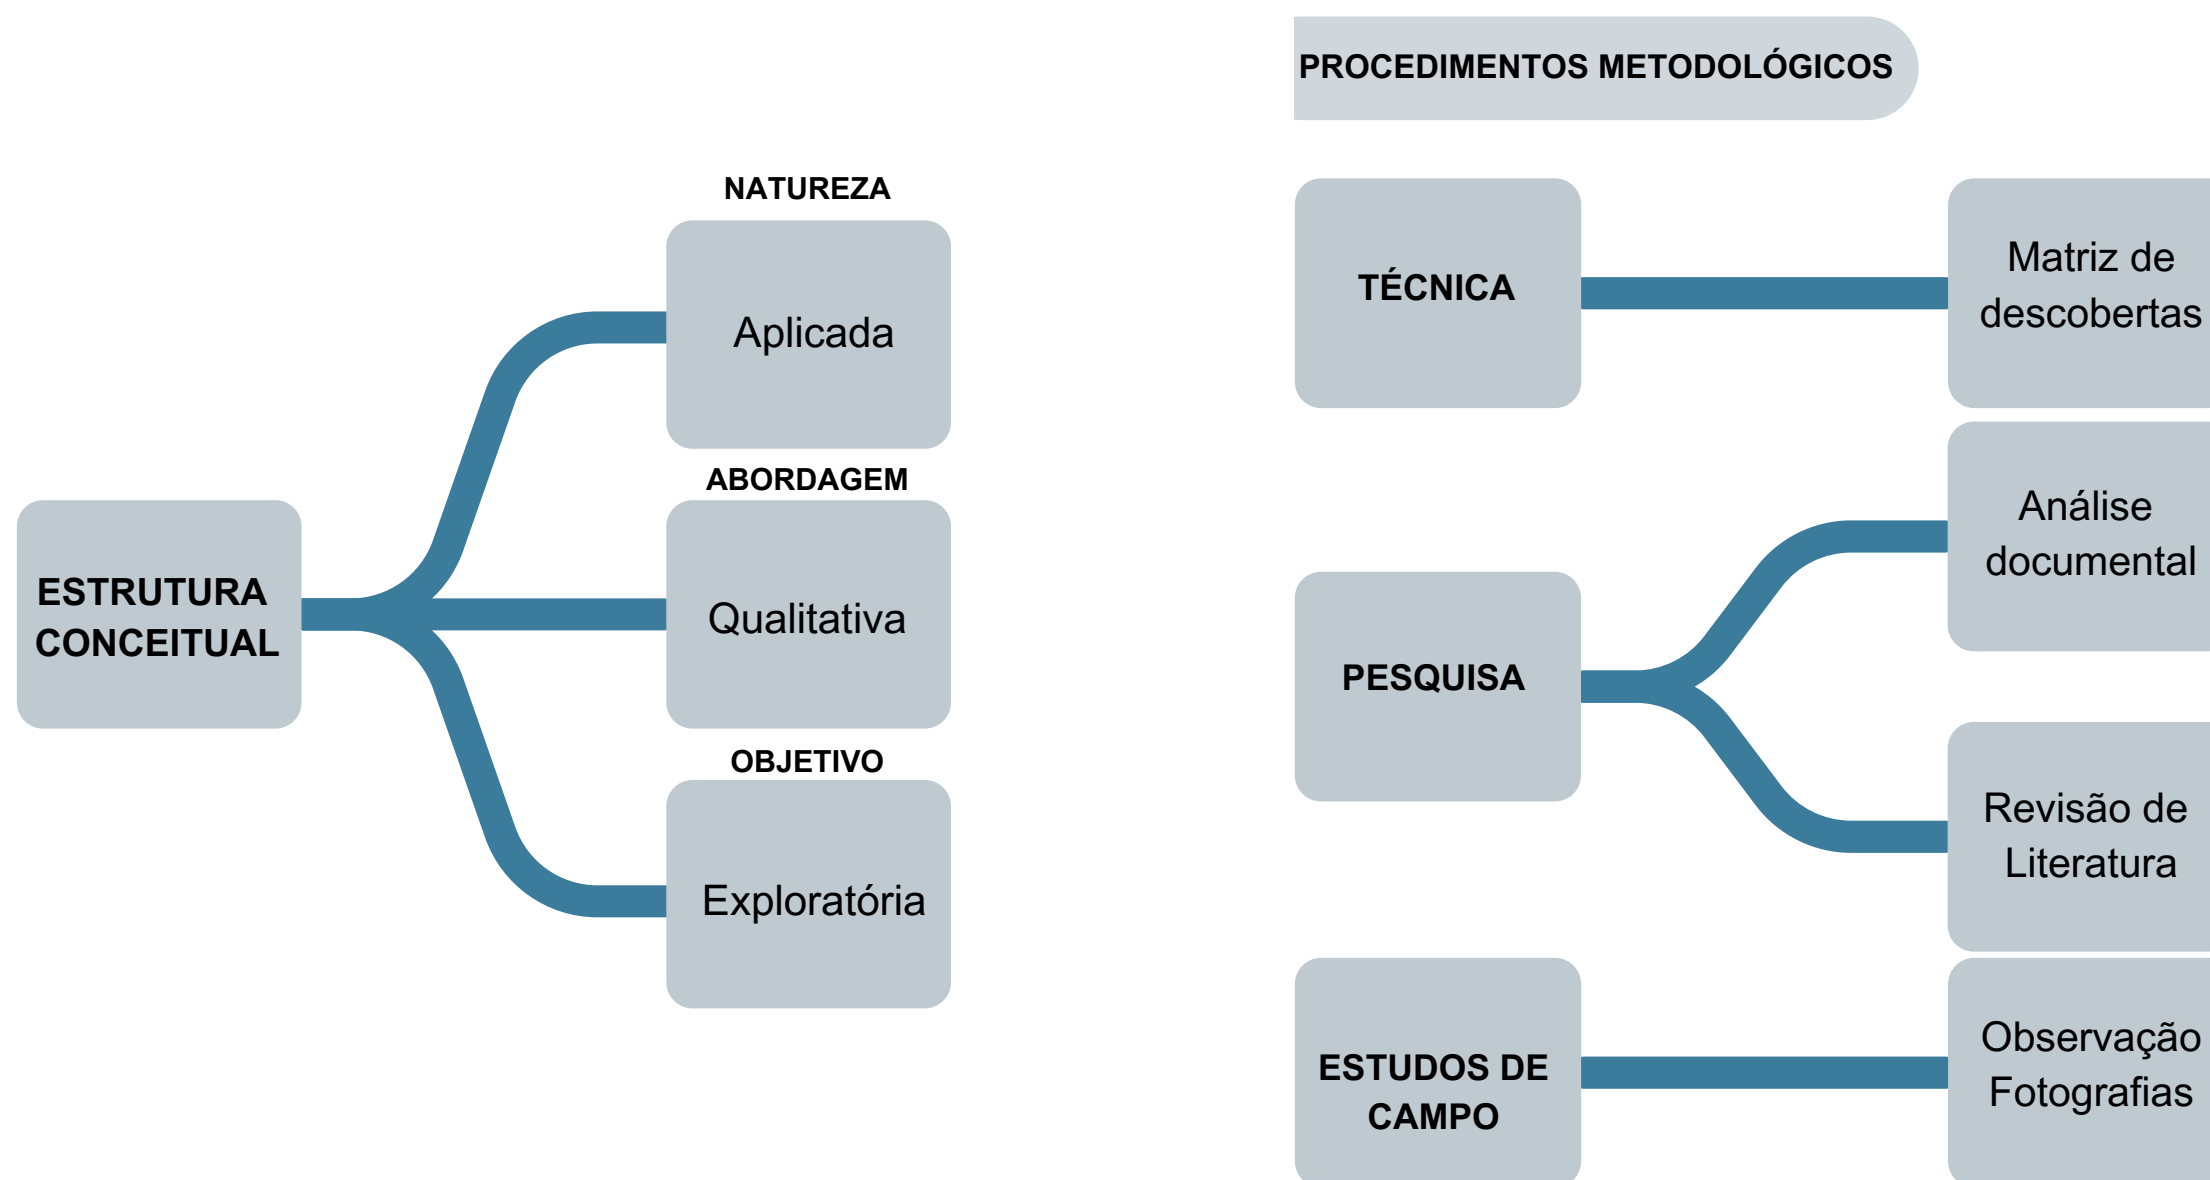 ESTRUTURA
CONCEITUAL
NATUREZA
Aplicada
ABORDAGEM
Qualitativa
OBJETIVO
Exploratória
PROCEDIMENTOS METODOLÓGICOS
TÉCNICA
Matriz de
descobertas
PESQUISA
Análise
documental
Revisão de
Literatura
ESTUDOS DE
CAMPO
Observação
Fotografias